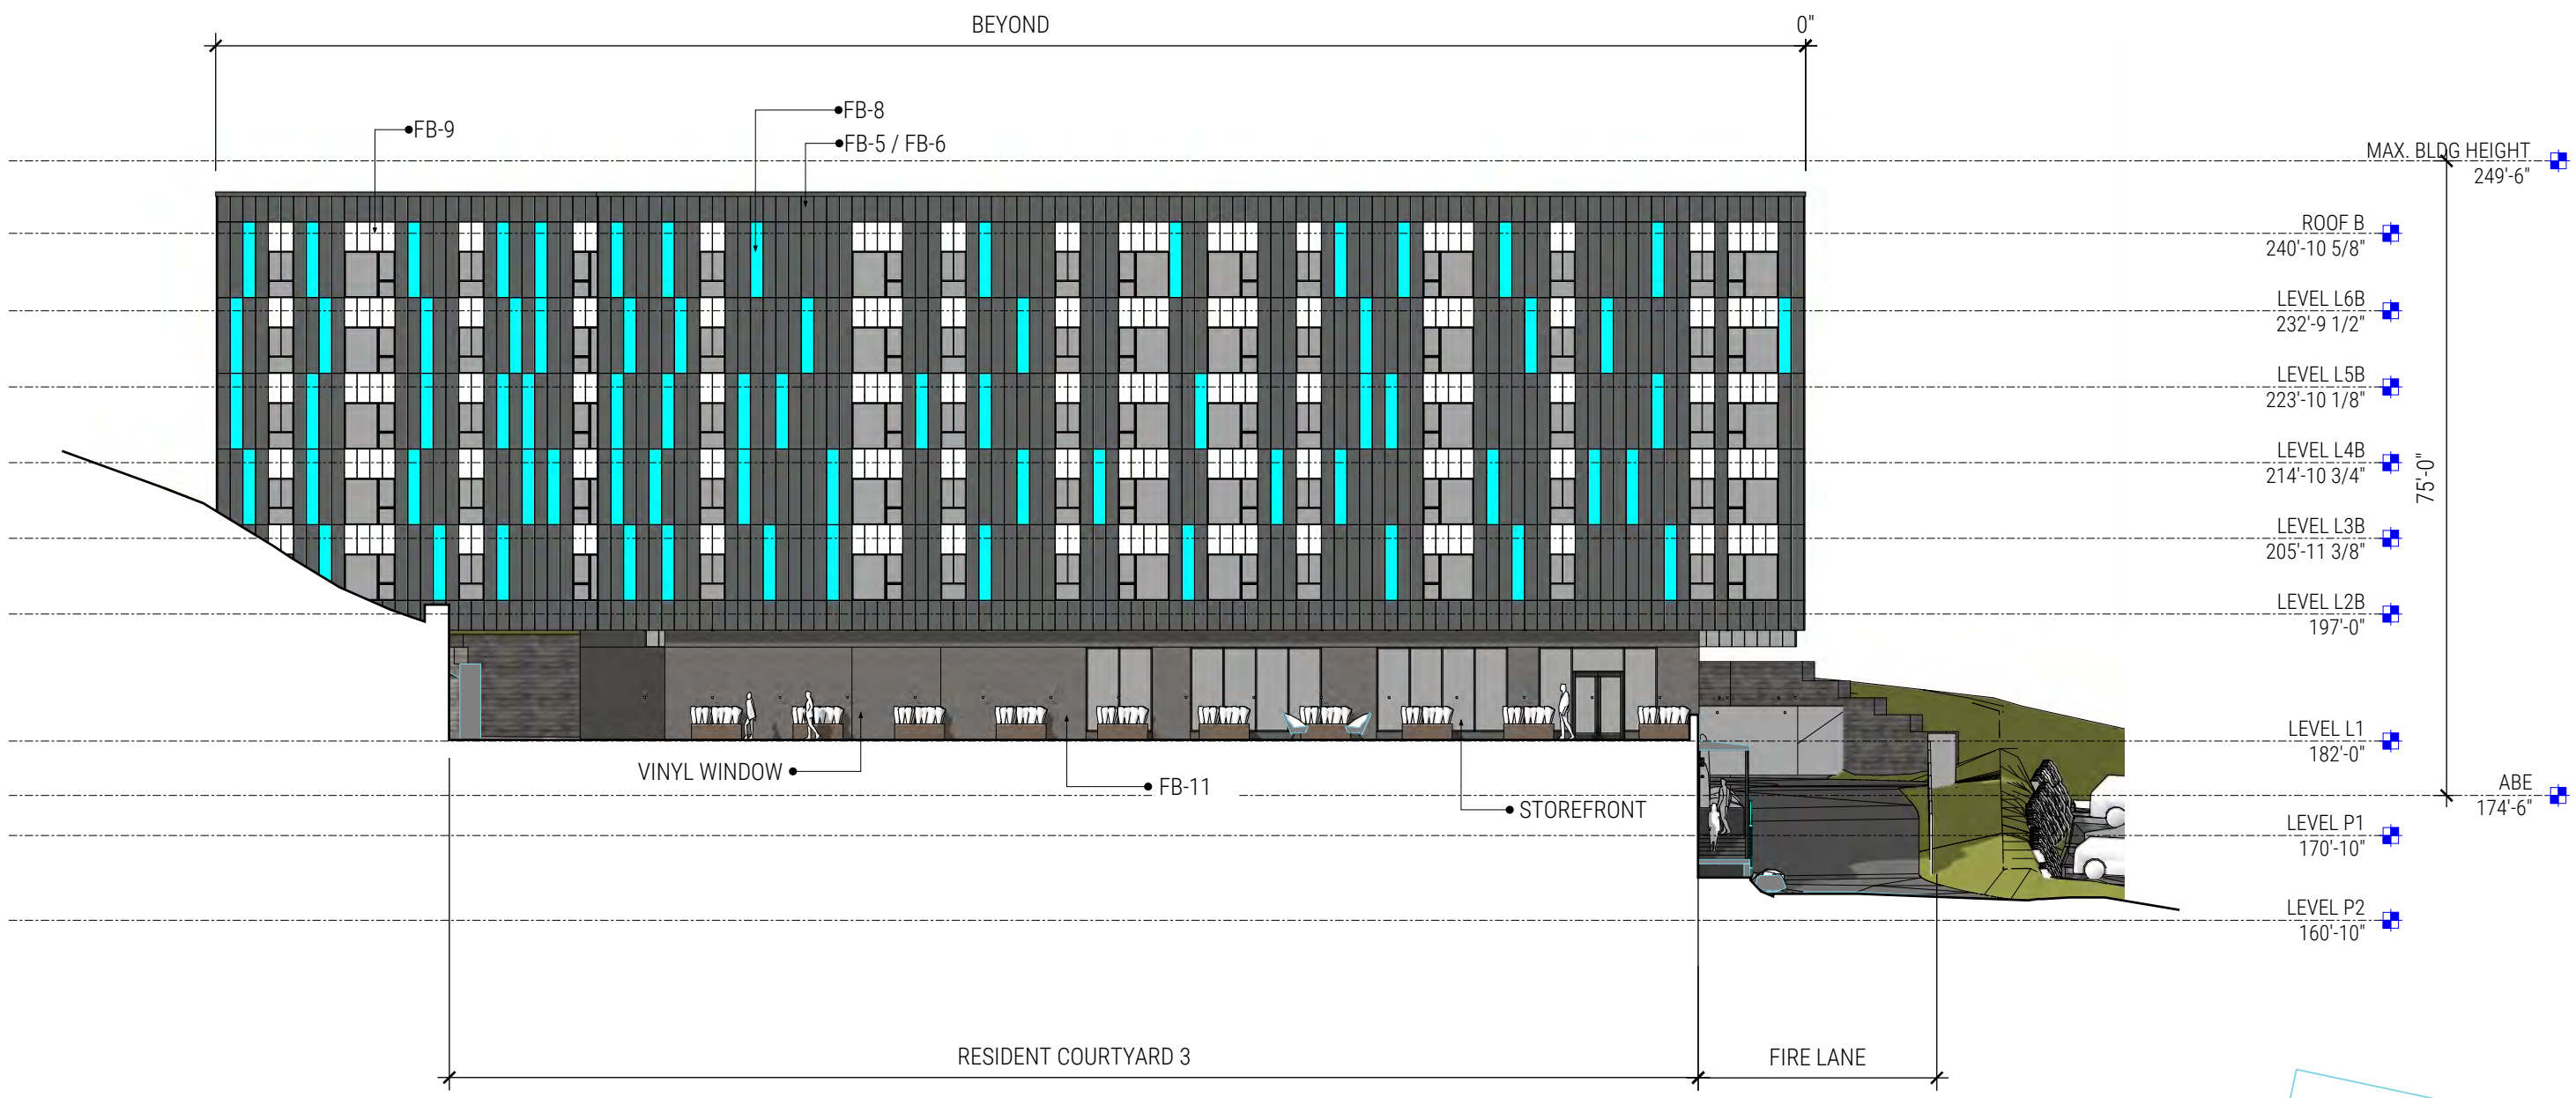 BEYOND
0"
FB-8
FB-9
FB-5 / FB-6
MAX. BLDG HEIGHT
249'-6"
ROOF B
240'-10 5/8"
LEVEL L6B
232'-9 1/2"
LEVEL L5B
223'-10 1/8"
LEVEL L4B
214'-10 3/4"
75'-0"
LEVEL L3B
205'-11 3/8"
LEVEL L2B
197'-0"
LEVEL L1
182'-0"
VINYL WINDOW
FB-11
STOREFRONT
ABE
174'-6"
LEVEL P1
170'-10"
LEVEL P2
160'-10"
RESIDENT COURTYARD 3
FIRE LANE